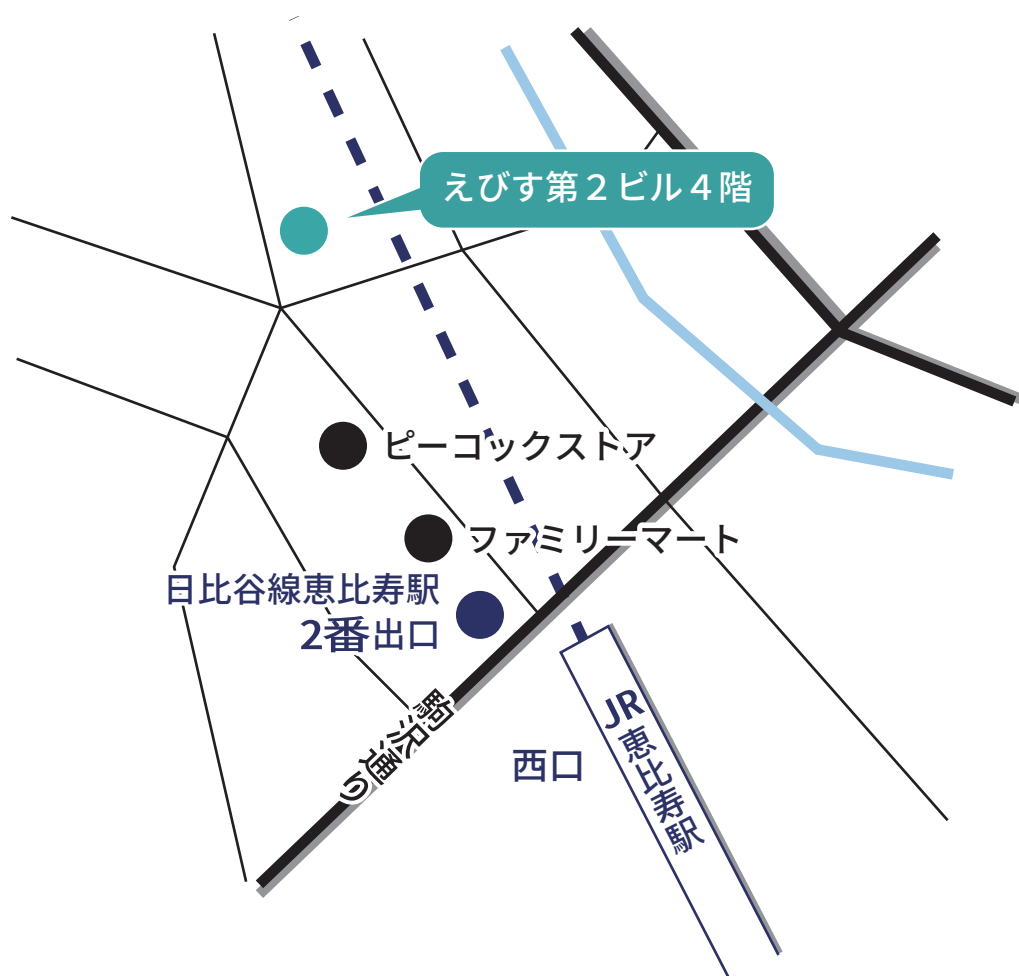 えびす第２ビル４階
ピーコックストア
ファミリーマート
日比谷線恵比寿駅
2番出口
駒沢通り
西口
JR恵比寿駅